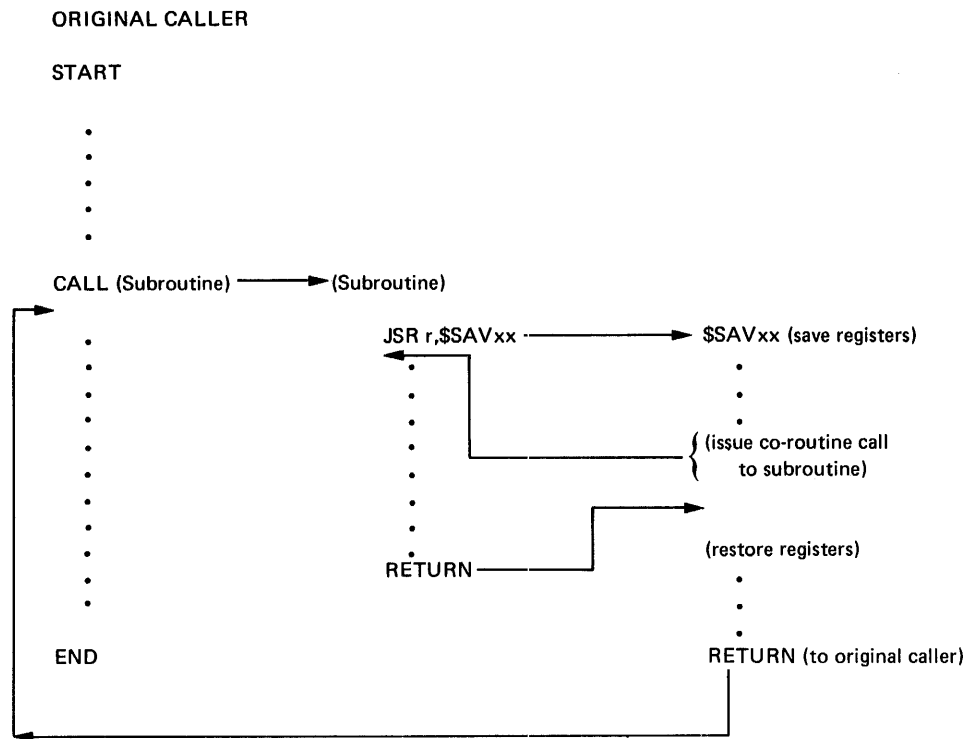 ORIGINAL CALLER
START
CALL (Subroutine)
(Subroutine)
JSR r,$SAVxx
$SAVxx (save registers)
(issue co-routine call
to subroutine)
(restore registers)
RETURN
END
RETURN (to original caller)